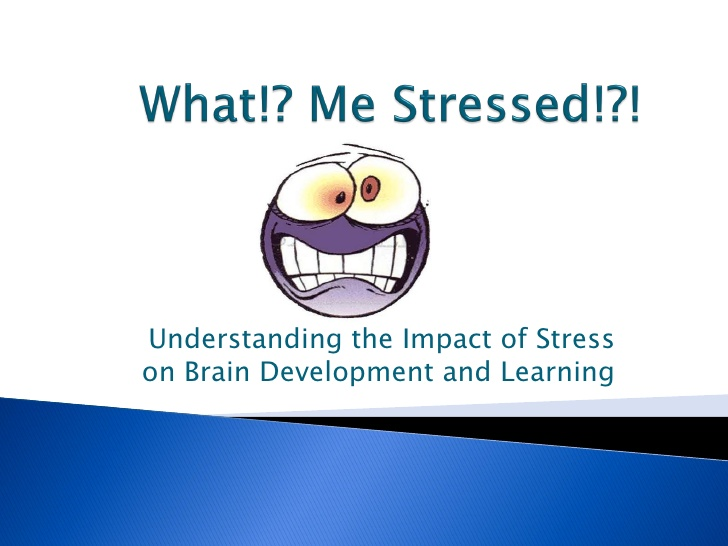 What!? Me Stressed!?!
Understanding the Impact of Stress
on Brain Development and Learning